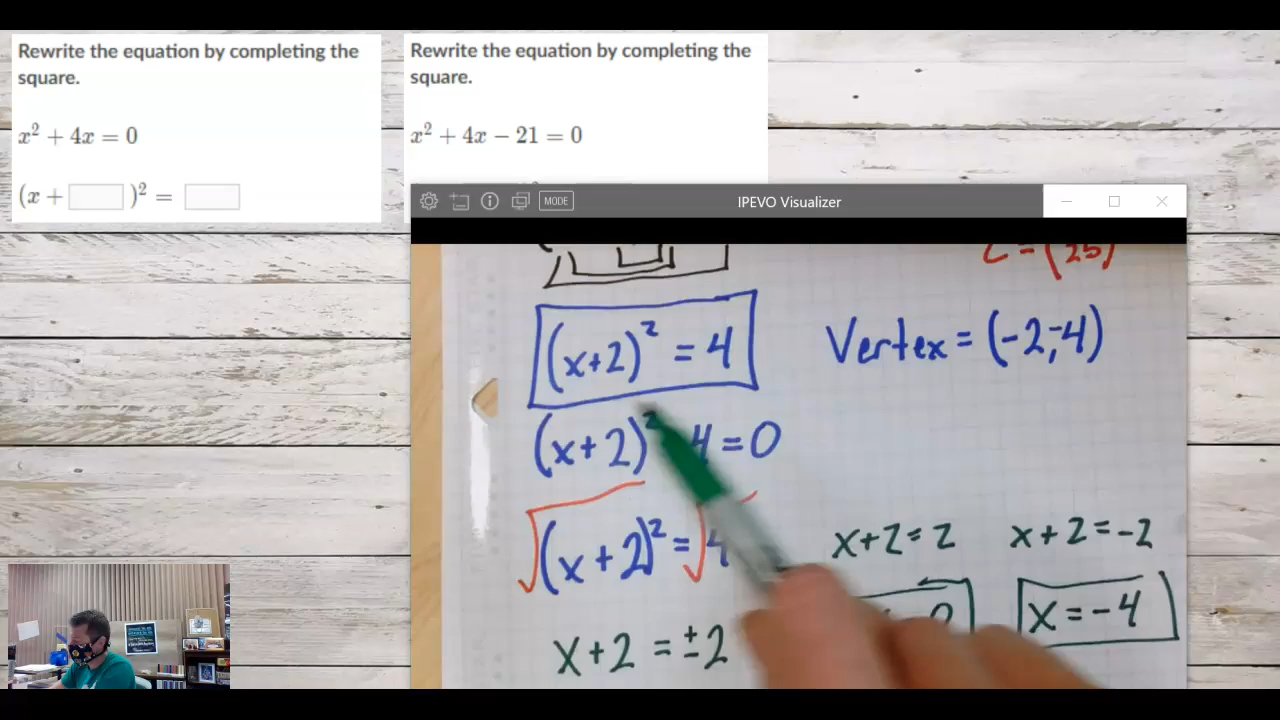 Rewrite the equation by completing the
square.
x² + 4x = 0
(x + )² =
Rewrite the equation by completing the
square.
x² + 4x − 21 = 0
MODE
IPEVO Visualizer
(x+2)² = 4
Vertex = (-2,-4)
(x+2)² 4 = 0
√(x+2)² = √4
x+2 = ±2
x+2 = 2
x+2 = -2
0
x = -4